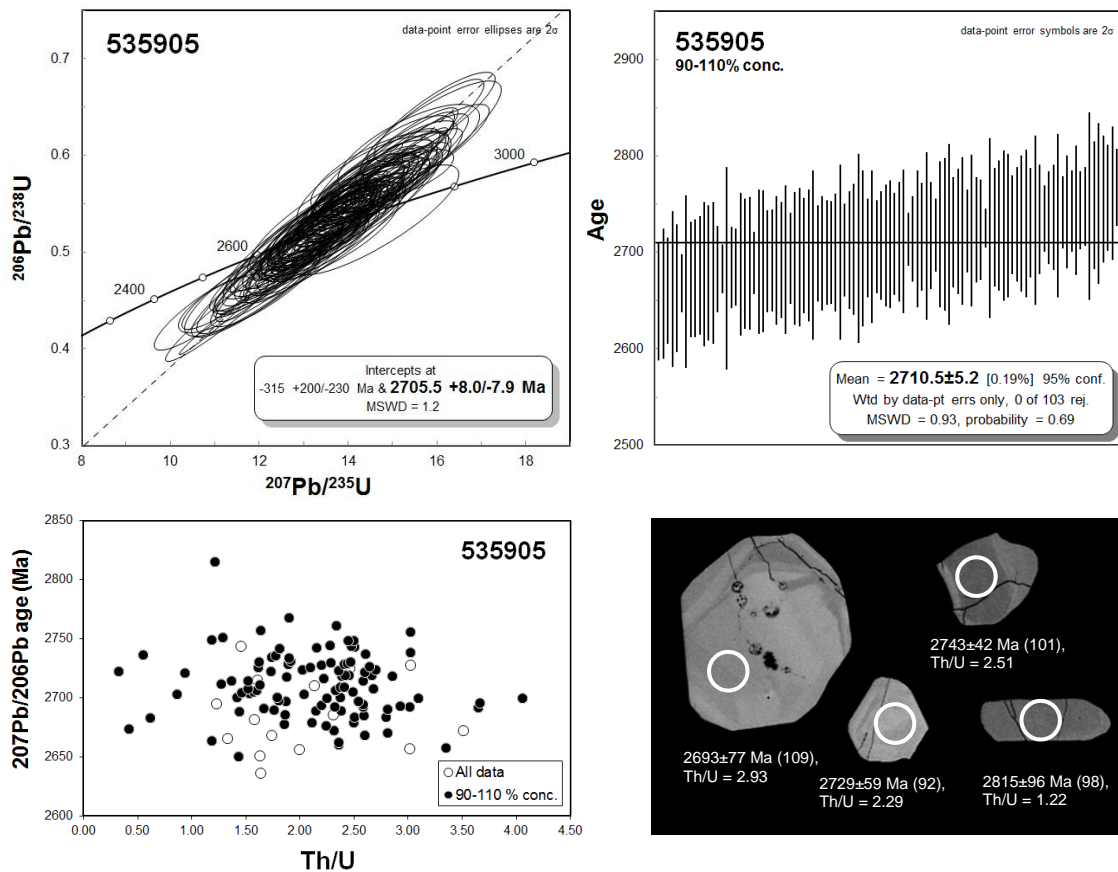 535905
data-point error ellipses are 2σ
0.7
0.6
0.5
0.4
0.3
3000
2600
2400
Intercepts at
-315 +200/-230 Ma & 2705.5 +8.0/-7.9 Ma
MSWD = 1.2
8
10
12
14
16
18
206Pb/238U
207Pb/235U
535905
90-110% conc.
data-point error symbols are 2σ
2900
2800
2700
2600
2500
Age
Mean = 2710.5±5.2 [0.19%] 95% conf.
Wtd by data-pt errs only, 0 of 103 rej.
MSWD = 0.93, probability = 0.69
535905
2850
2800
2750
2700
2650
2600
207Pb/206Pb age (Ma)
All data
90-110 % conc.
0.00
0.50
1.00
1.50
2.00
2.50
3.00
3.50
4.00
4.50
Th/U
2743±42 Ma (101),
Th/U = 2.51
2693±77 Ma (109),
Th/U = 2.93
2729±59 Ma (92),
Th/U = 2.29
2815±96 Ma (98),
Th/U = 1.22